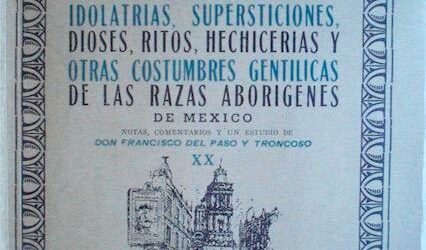 IDOLATRIAS, SUPERSTICIONES,
DIOSES, RITOS, HECHICERIAS Y
OTRAS COSTUMBRES GENTILICAS
DE LAS RAZAS ABORIGENES
DE MEXICO
NOTAS, COMENTARIOS Y UN ESTUDIO DE
DON FRANCISCO DEL PASO Y TRONCOSO
XX